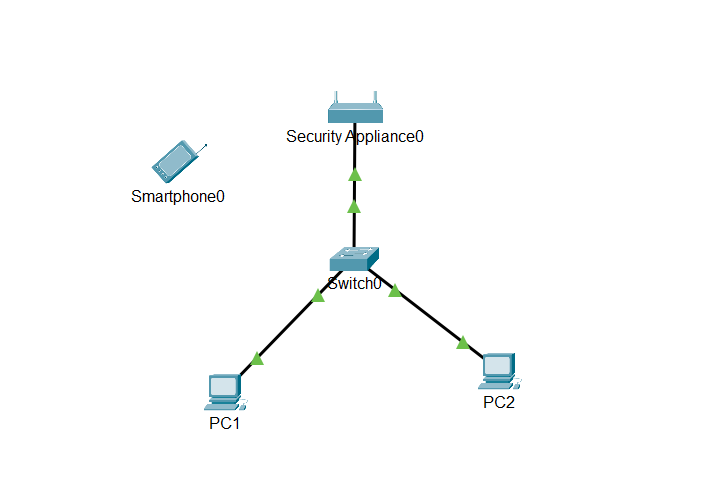 Security Appliance0
Smartphone0
Switch0
PC1
PC2